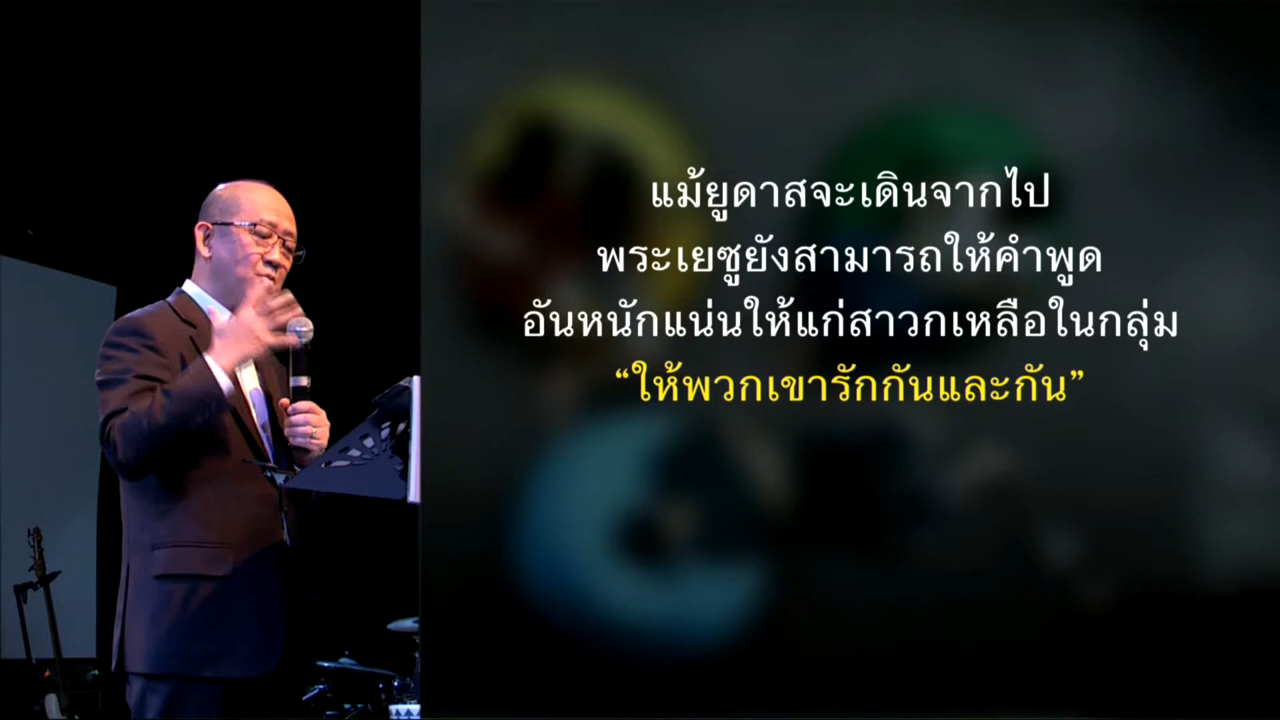 แม้ยูดาสจะเดินจากไป
พระเยซูยังสามารถให้คำพูด
อันหนักแน่นให้แก่สาวกเหลือในกลุ่ม
“ให้พวกเขารักกันและกัน”